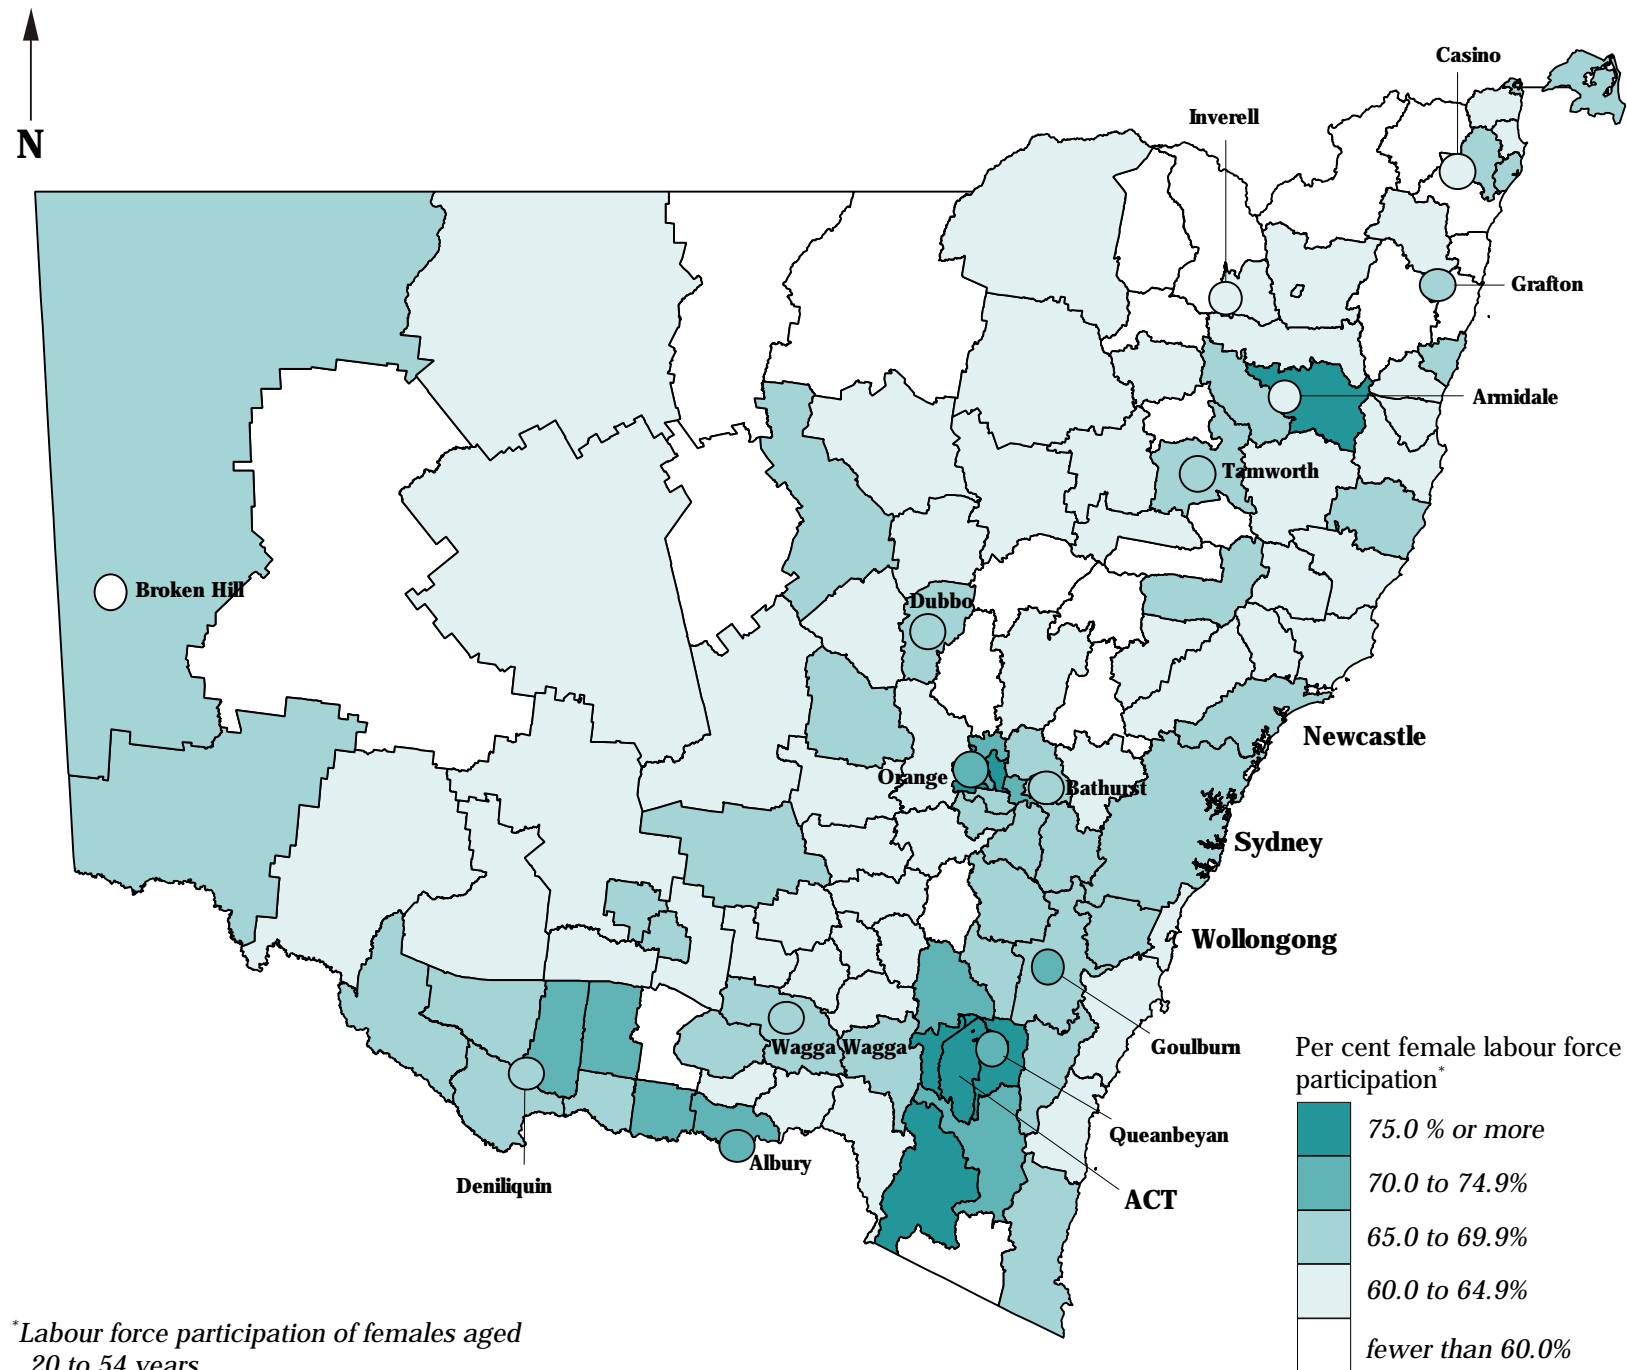 Casino
Inverell
N
Grafton
Armidale
Tamworth
Broken Hill
Dubbo
Newcastle
Orange
Bathurst
Sydney
Wollongong
Goulburn
Wagga Wagga
Queanbeyan
Albury
Deniliquin
ACT
Per cent female labour force
participation*
75.0 % or more
70.0 to 74.9%
65.0 to 69.9%
60.0 to 64.9%
fewer than 60.0%
*Labour force participation of females aged
20 to 54 years